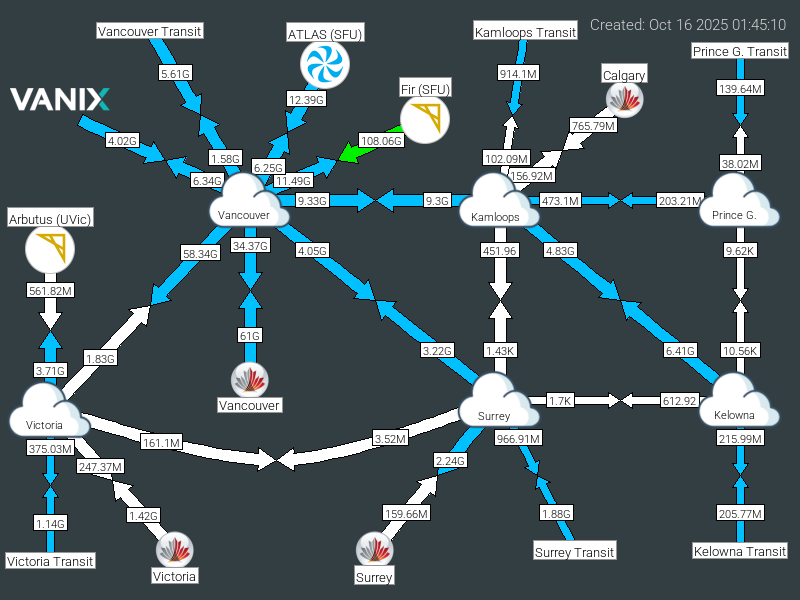 Created: Oct 16 2025 01:45:10
Vancouver Transit
ATLAS (SFU)
Kamloops Transit
Prince G. Transit
5.61G
914.1M
Calgary
139.64M
Fir (SFU)
12.39G
VANIX
765.79M
4.02G
108.06G
1.58G
102.09M
38.02M
6.25G
156.92M
6.34G
11.49G
9.33G
9.3G
473.1M
203.21M
Vancouver
Kamloops
Prince G.
Arbutus (UVic)
58.34G
34.37G
4.05G
451.96
4.83G
9.62K
561.82M
61G
1.83G
3.22G
1.43K
6.41G
10.56K
3.71G
Vancouver
1.7K
612.92
Victoria
Surrey
Kelowna
375.03M
161.1M
3.52M
966.91M
215.99M
247.37M
2.24G
1.14G
1.42G
159.66M
1.88G
205.77M
Victoria Transit
Victoria
Surrey
Surrey Transit
Kelowna Transit